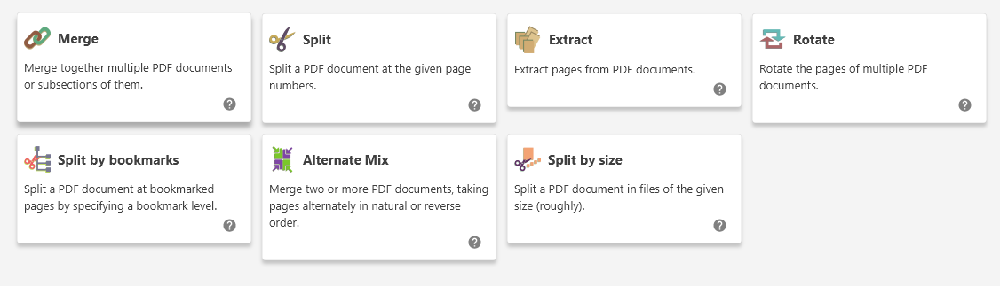 Merge
Merge together multiple PDF documents
or subsections of them.
Split
Split a PDF document at the given page
numbers.
Extract
Extract pages from PDF documents.
Rotate
Rotate the pages of multiple PDF
documents.
Split by bookmarks
Split a PDF document at bookmarked
pages by specifying a bookmark level.
Alternate Mix
Merge two or more PDF documents, taking
pages alternately in natural or reverse
order.
Split by size
Split a PDF document in files of the given
size (roughly).